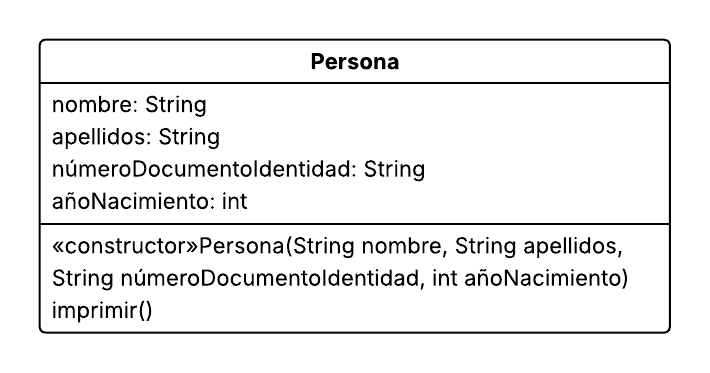 Persona
nombre: String
apellidos: String
númeroDocumentoIdentidad: String
añoNacimiento: int
«constructor»Persona(String nombre, String apellidos,
String númeroDocumentoIdentidad, int añoNacimiento)
imprimir()